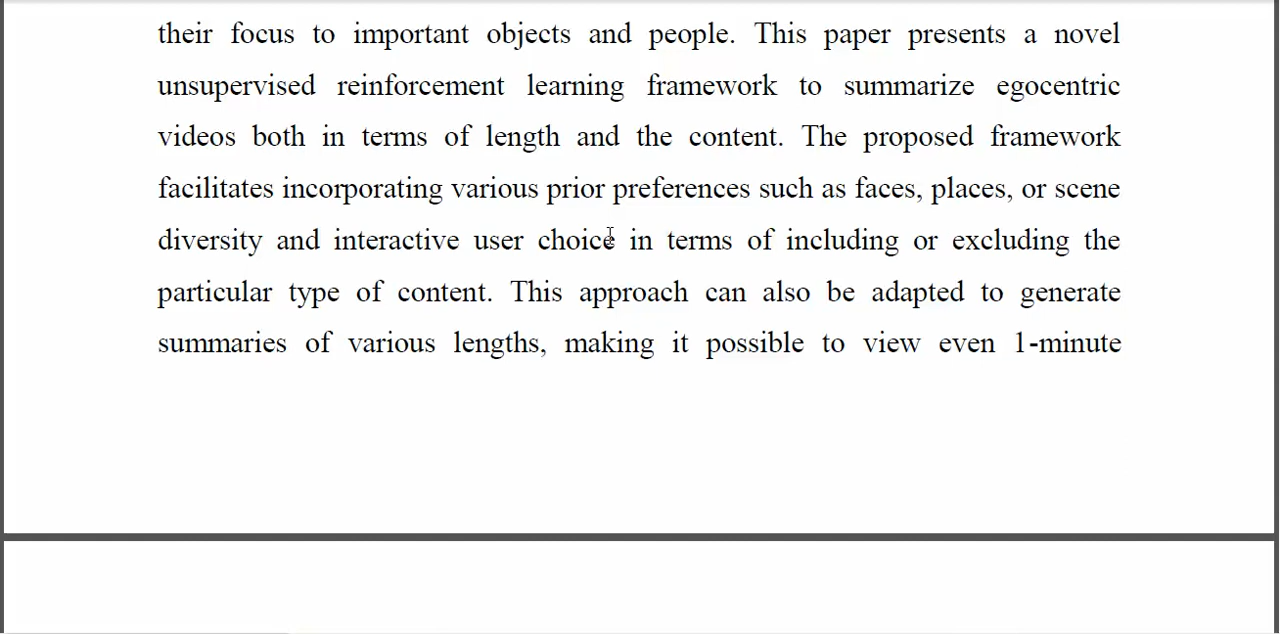 their focus to important objects and people. This paper presents a novel
unsupervised reinforcement learning framework to summarize egocentric
videos both in terms of length and the content. The proposed framework
facilitates incorporating various prior preferences such as faces, places, or scene
diversity and interactive user choice in terms of including or excluding the
particular type of content. This approach can also be adapted to generate
summaries of various lengths, making it possible to view even 1-minute